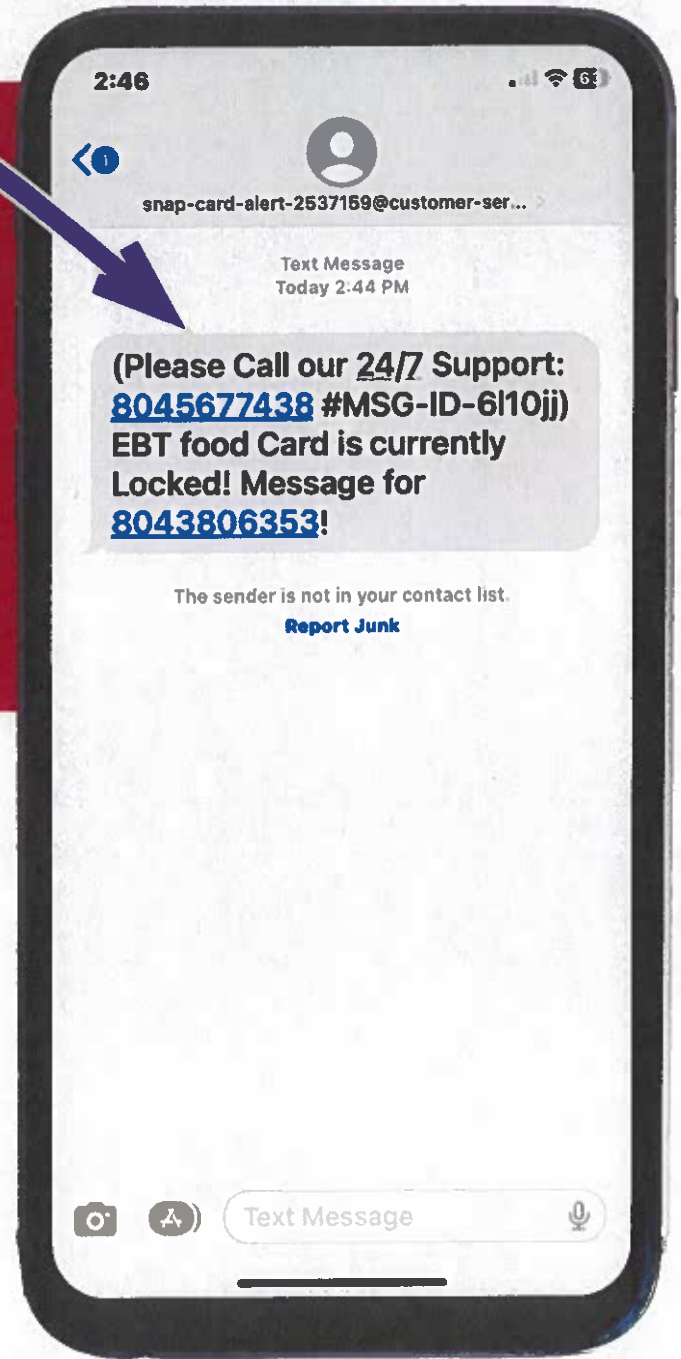 2:46
snap-card-alert-2537159@customer-ser...
Text Message
Today 2:44 PM
(Please Call our 24/7 Support:
8045677438 #MSG-ID-6l10jj)
EBT food Card is currently
Locked! Message for
8043806353!
The sender is not in your contact list.
Report Junk
Text Message